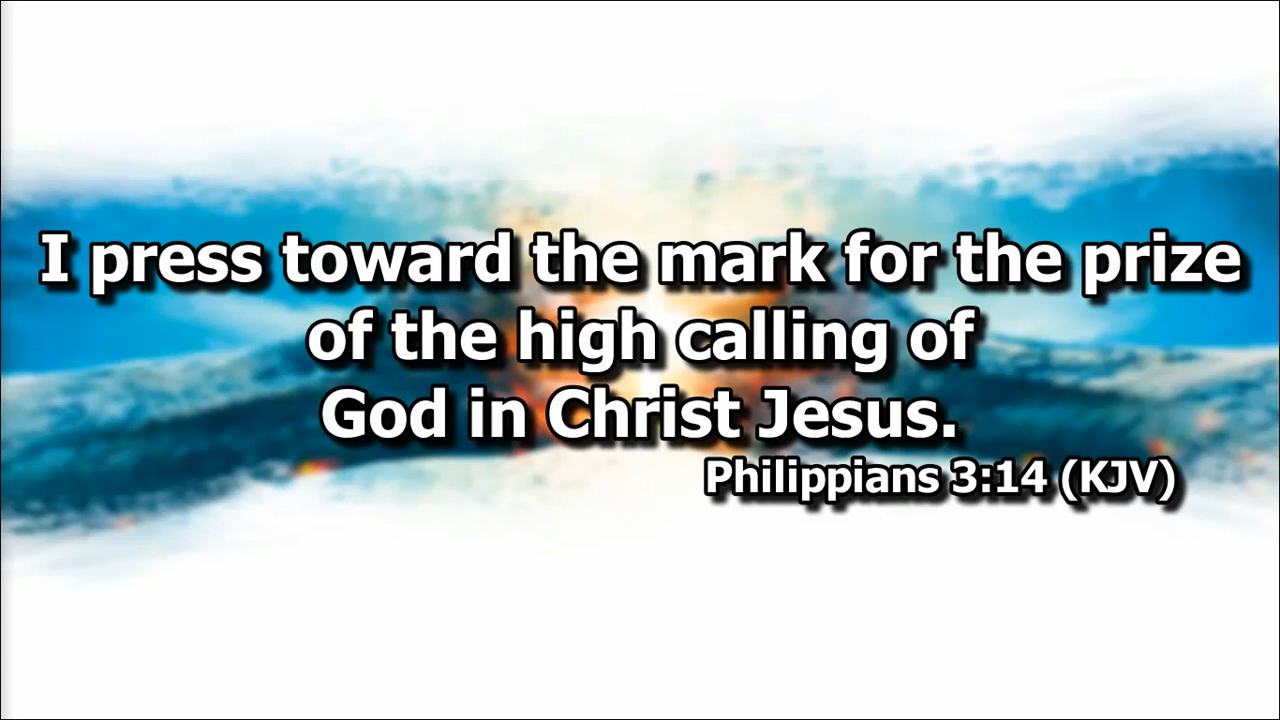 I press toward the mark for the prize
of the high calling of
God in Christ Jesus.
Philippians 3:14 (KJV)